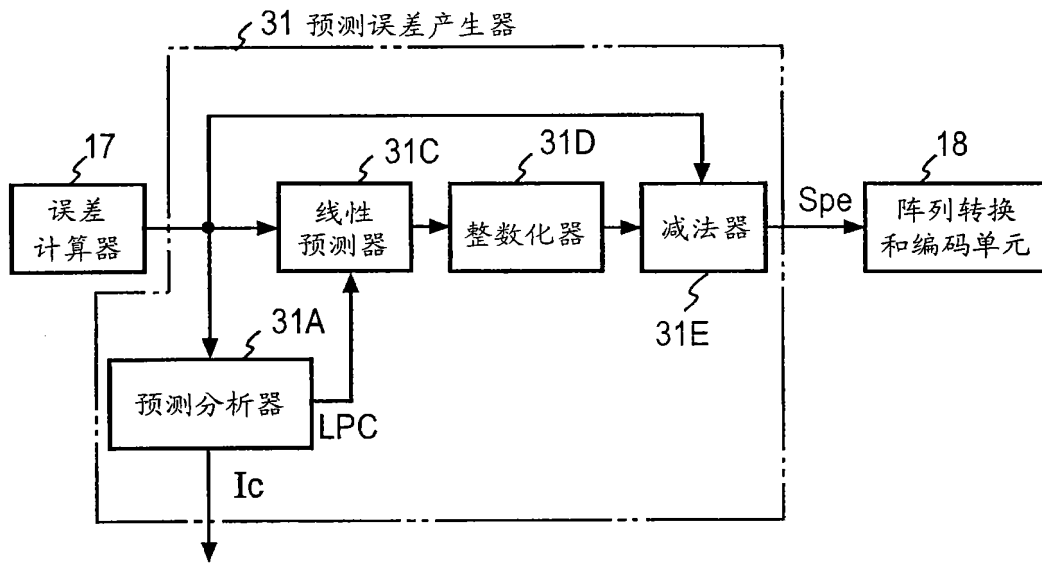 31 预测误差产生器
17
误差
计算器
31C
线性
预测器
31D
整数化器
减法器
31E
Spe
18
阵列转换
和编码单元
31A
预测分析器
LPC
Ic